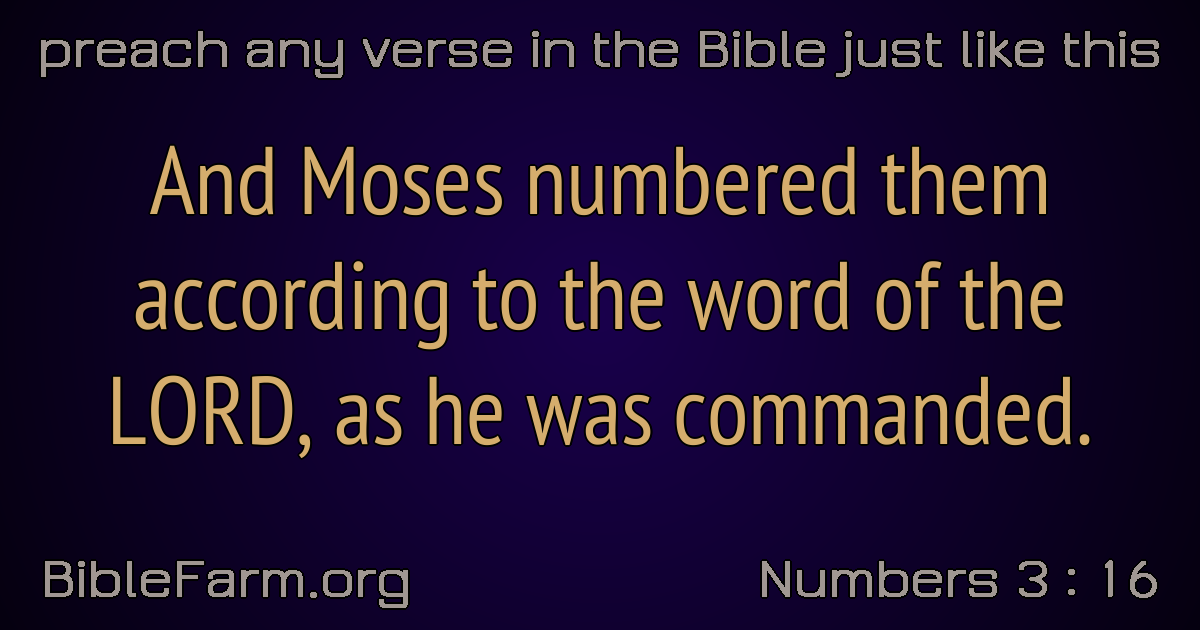 preach any verse in the Bible just like this
And Moses numbered them
according to the word of the
LORD, as he was commanded.
BibleFarm.org
Numbers 3 : 16